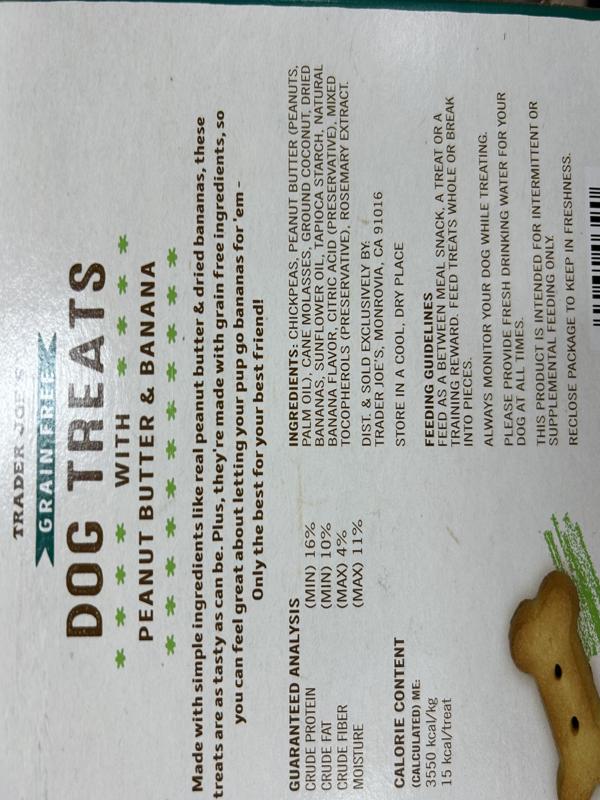 TRADER JOE'S
GRAIN FREE
DOG TREATS
WITH
PEANUT BUTTER & BANANA
Made with simple ingredients like real peanut butter & dried bananas, these
treats are as tasty as can be. Plus, they're made with grain free ingredients, so
you can feel great about letting your pup go bananas for 'em -
Only the best for your best friend!
GUARANTEED ANALYSIS
CRUDE PROTEIN (MIN) 16%
CRUDE FAT (MIN) 10%
CRUDE FIBER (MAX) 4%
MOISTURE (MAX) 11%
CALORIE CONTENT
(CALCULATED) ME:
3550 kcal/kg
15 kcal/treat
INGREDIENTS: CHICKPEAS, PEANUT BUTTER (PEANUTS,
PALM OIL), CANE MOLASSES, GROUND COCONUT, DRIED
BANANAS, SUNFLOWER OIL, TAPIOCA STARCH, NATURAL
BANANA FLAVOR, CITRIC ACID (PRESERVATIVE), MIXED
TOCOPHEROLS (PRESERVATIVE), ROSEMARY EXTRACT.
DIST. & SOLD EXCLUSIVELY BY:
TRADER JOE'S, MONROVIA, CA 91016
STORE IN A COOL, DRY PLACE
FEEDING GUIDELINES
FEED AS A BETWEEN MEAL SNACK, A TREAT OR A
TRAINING REWARD. FEED TREATS WHOLE OR BREAK
INTO PIECES.
ALWAYS MONITOR YOUR DOG WHILE TREATING.
PLEASE PROVIDE FRESH DRINKING WATER FOR YOUR
DOG AT ALL TIMES.
THIS PRODUCT IS INTENDED FOR INTERMITTENT OR
SUPPLEMENTAL FEEDING ONLY.
RECLOSE PACKAGE TO KEEP IN FRESHNESS.